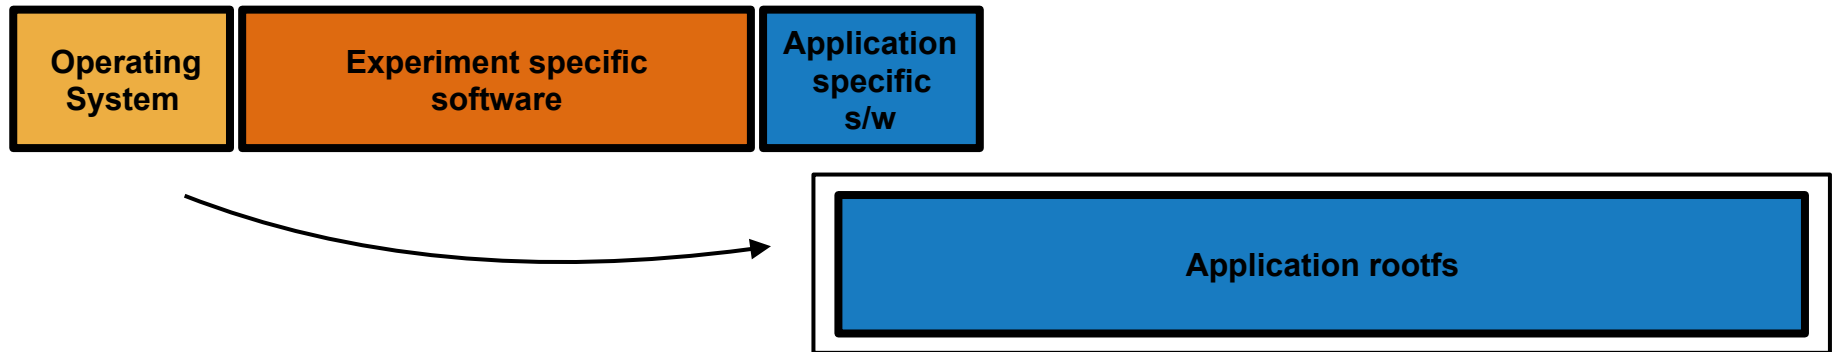 Operating
System
Experiment specific
software
Application
specific
s/w
Application rootfs